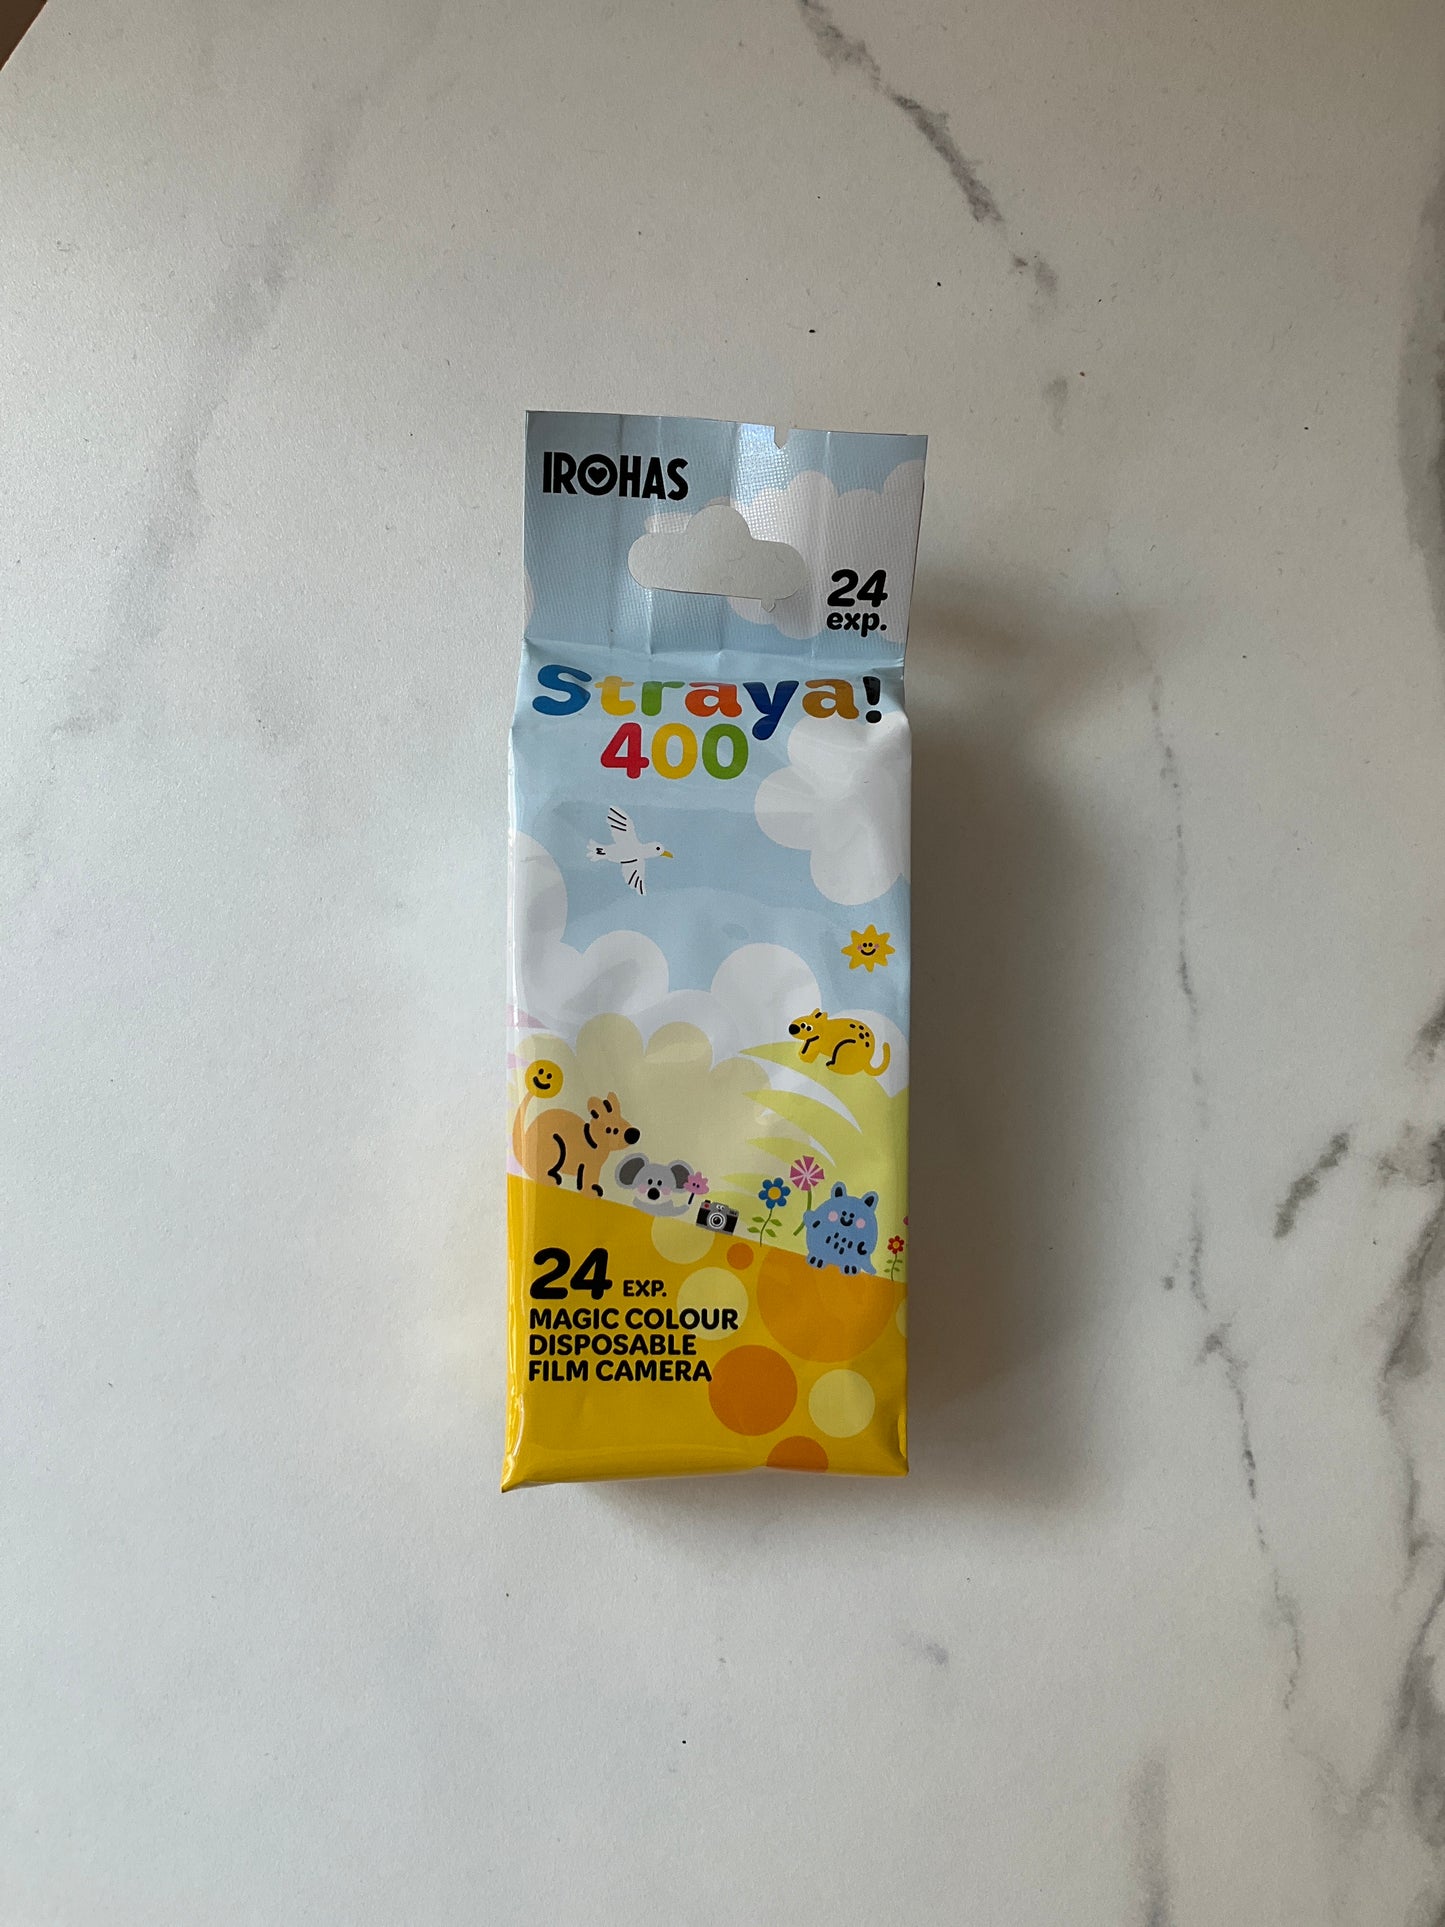 IROHAS
24
exp.
Straya!
400
24 EXP.
MAGIC COLOUR
DISPOSABLE
FILM CAMERA